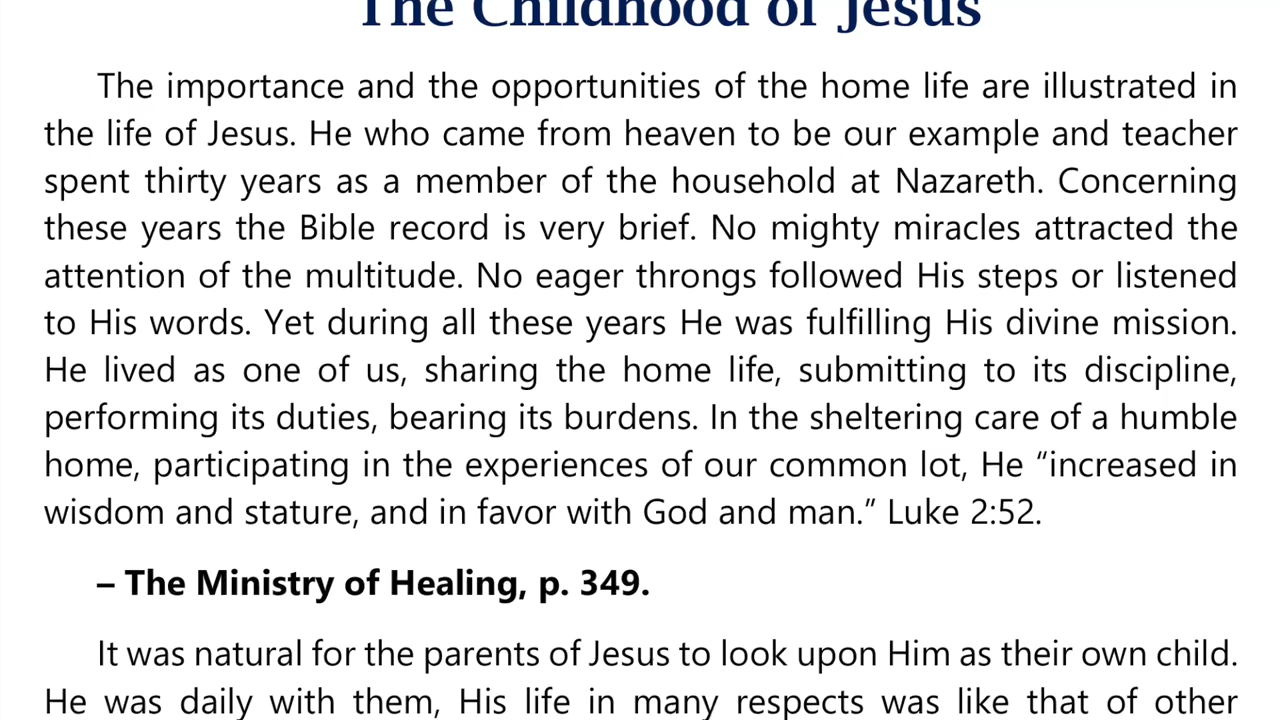 The Childhood of Jesus
The importance and the opportunities of the home life are illustrated in
the life of Jesus. He who came from heaven to be our example and teacher
spent thirty years as a member of the household at Nazareth. Concerning
these years the Bible record is very brief. No mighty miracles attracted the
attention of the multitude. No eager throngs followed His steps or listened
to His words. Yet during all these years He was fulfilling His divine mission.
He lived as one of us, sharing the home life, submitting to its discipline,
performing its duties, bearing its burdens. In the sheltering care of a humble
home, participating in the experiences of our common lot, He “increased in
wisdom and stature, and in favor with God and man.” Luke 2:52.
– The Ministry of Healing, p. 349.
It was natural for the parents of Jesus to look upon Him as their own child.
He was daily with them, His life in many respects was like that of other